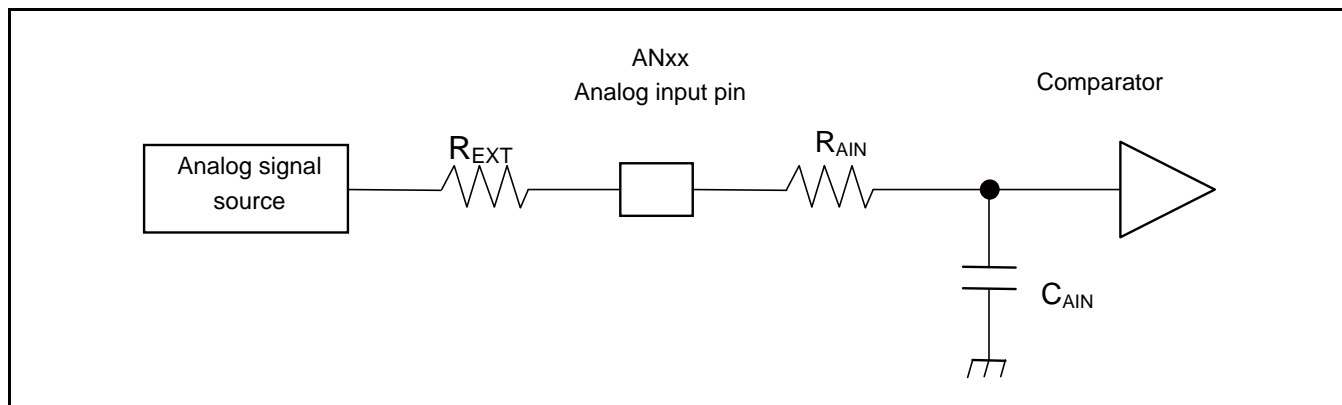 ANxx
Analog input pin
Comparator
Analog signal
source
REXT
RAIN
CAIN